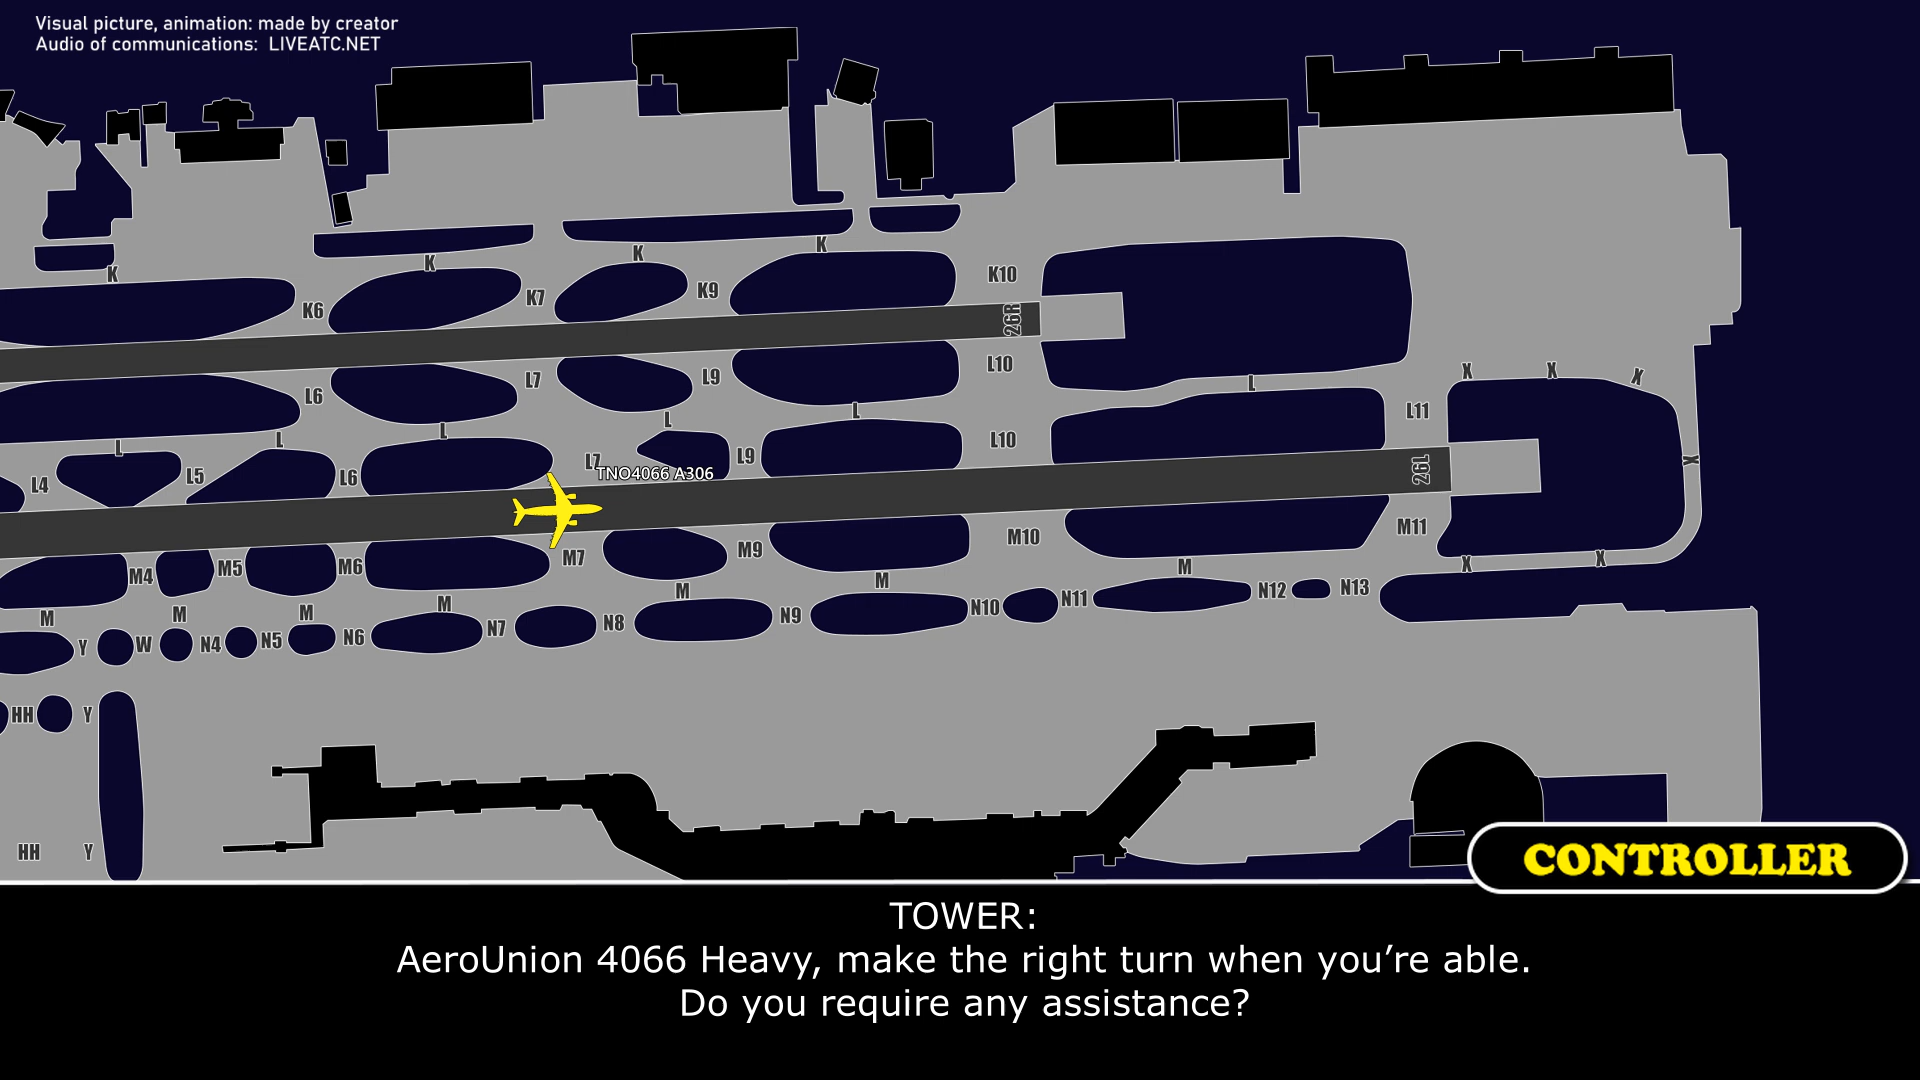 Visual picture, animation: made by creator
Audio of communications: LIVEATC.NET
K
K
K
K
K6
K7
K9
K10
26R
L6
L7
L9
L10
L
X
X
X
L
L
L
L
L
L11
L10
L4
L5
L6
L7
L9
TNO4066 A306
26L
X
M4
M5
M6
M7
M9
M10
M11
M
M
M
M
M
M
M
X
X
Y
W
N4
N5
N6
N7
N8
N9
N10
N11
N12
N13
HH
Y
HH
Y
CONTROLLER
TOWER:
AeroUnion 4066 Heavy, make the right turn when you’re able.
Do you require any assistance?